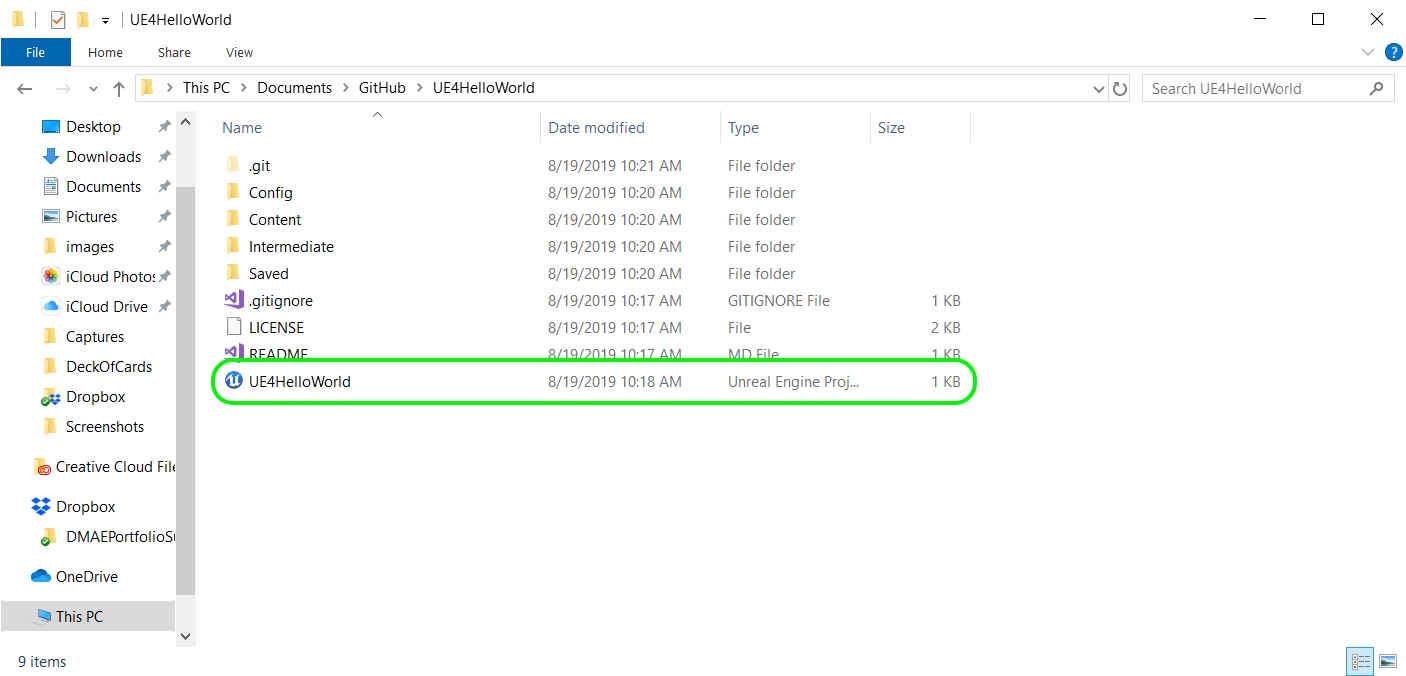 UE4HelloWorld
File Home Share View
This PC Documents GitHub UE4HelloWorld
Search UE4HelloWorld
Desktop
Downloads
Documents
Pictures
images
iCloud Photos
iCloud Drive
Captures
DeckOfCards
Dropbox
Screenshots
Creative Cloud File
Dropbox
DMAEPortfolioSu
OneDrive
This PC
Name Date modified Type Size
.git 8/19/2019 10:21 AM File folder
Config 8/19/2019 10:20 AM File folder
Content 8/19/2019 10:20 AM File folder
Intermediate 8/19/2019 10:20 AM File folder
Saved 8/19/2019 10:20 AM File folder
.gitignore 8/19/2019 10:17 AM GITIGNORE File 1 KB
LICENSE 8/19/2019 10:17 AM File 2 KB
README 8/19/2019 10:17 AM MD File 1 KB
UE4HelloWorld 8/19/2019 10:18 AM Unreal Engine Proj... 1 KB
9 items